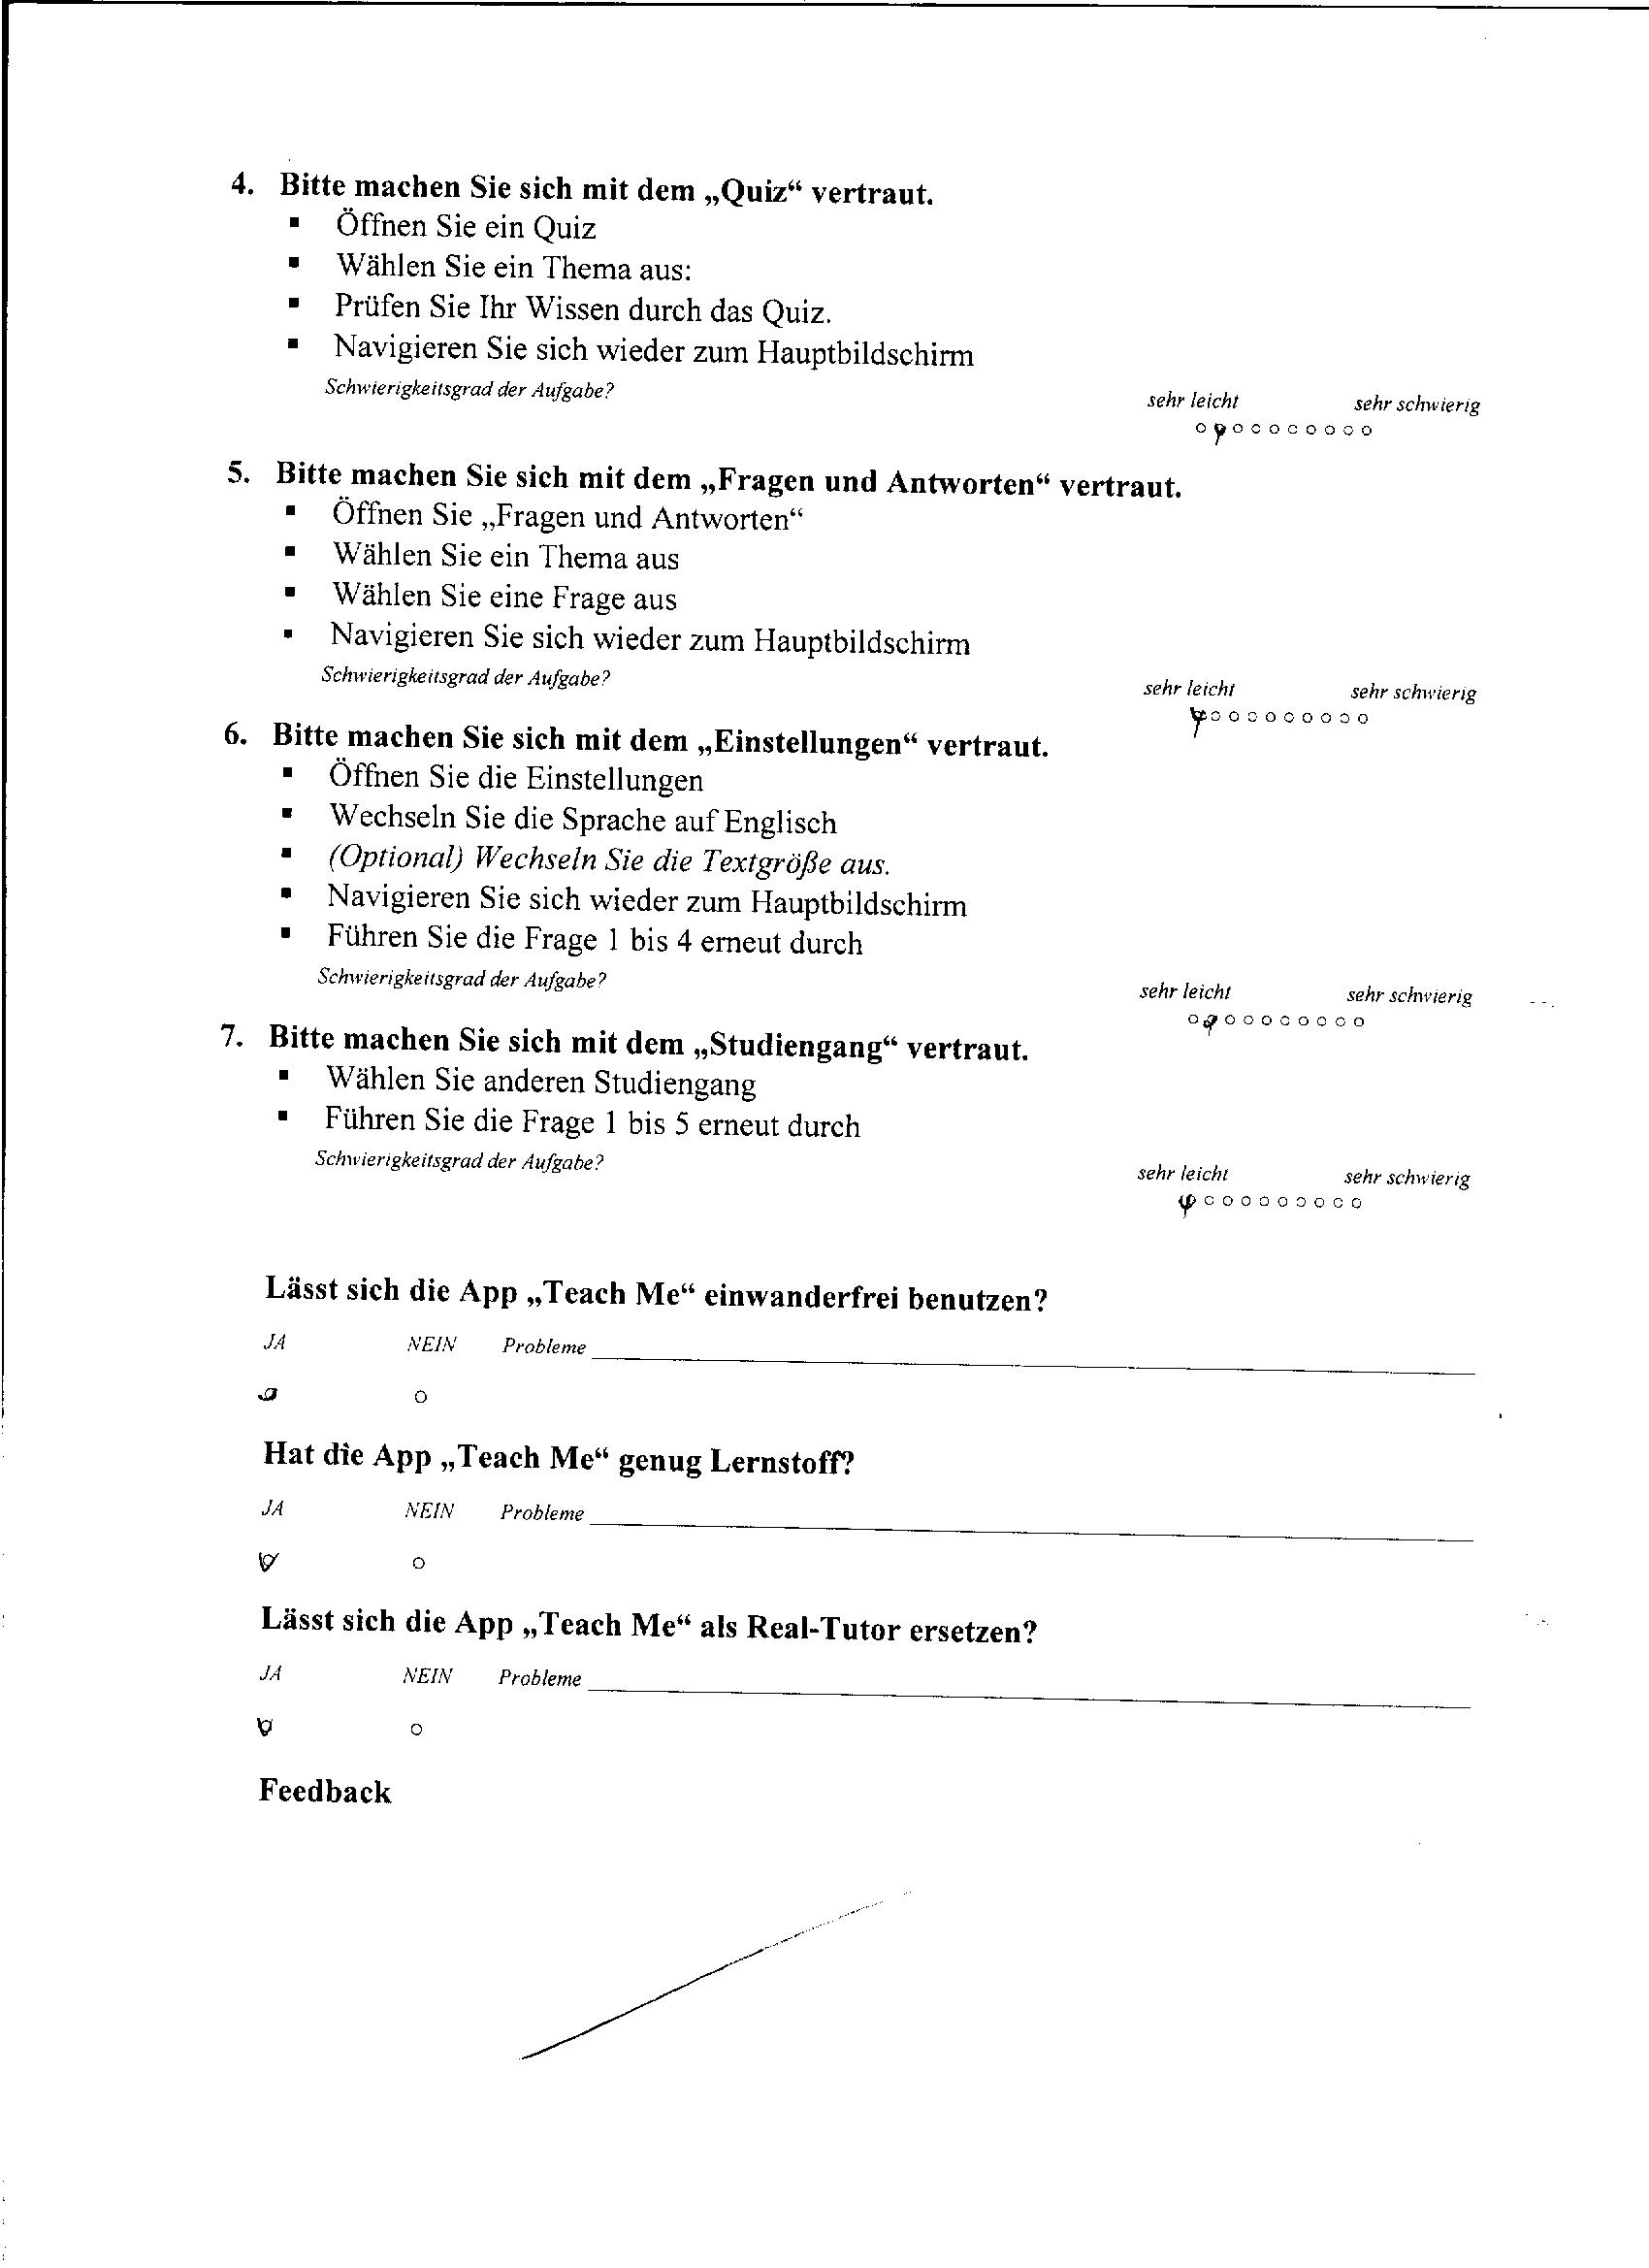 4. Bitte machen Sie sich mit dem „Quiz“ vertraut.
▪ Öffnen Sie ein Quiz
▪ Wählen Sie ein Thema aus:
▪ Prüfen Sie Ihr Wissen durch das Quiz.
▪ Navigieren Sie sich wieder zum Hauptbildschirm
Schwierigkeitsgrad der Aufgabe?
sehr leicht sehr schwierig
5. Bitte machen Sie sich mit dem „Fragen und Antworten“ vertraut.
▪ Öffnen Sie „Fragen und Antworten“
▪ Wählen Sie ein Thema aus
▪ Wählen Sie eine Frage aus
▪ Navigieren Sie sich wieder zum Hauptbildschirm
Schwierigkeitsgrad der Aufgabe?
sehr leicht sehr schwierig
6. Bitte machen Sie sich mit dem „Einstellungen“ vertraut.
▪ Öffnen Sie die Einstellungen
▪ Wechseln Sie die Sprache auf Englisch
▪ (Optional) Wechseln Sie die Textgröße aus.
▪ Navigieren Sie sich wieder zum Hauptbildschirm
▪ Führen Sie die Frage 1 bis 4 erneut durch
Schwierigkeitsgrad der Aufgabe?
sehr leicht sehr schwierig
7. Bitte machen Sie sich mit dem „Studiengang“ vertraut.
▪ Wählen Sie anderen Studiengang
▪ Führen Sie die Frage 1 bis 5 erneut durch
Schwierigkeitsgrad der Aufgabe?
sehr leicht sehr schwierig
Lässt sich die App „Teach Me“ einwanderfrei benutzen?
JA NEIN Probleme
Hat die App „Teach Me“ genug Lernstoff?
JA NEIN Probleme
Lässt sich die App „Teach Me“ als Real-Tutor ersetzen?
JA NEIN Probleme
Feedback